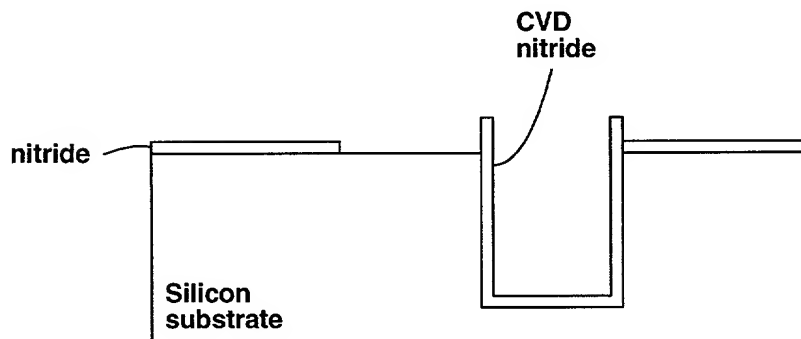 CVD
nitride
nitride
Silicon
substrate